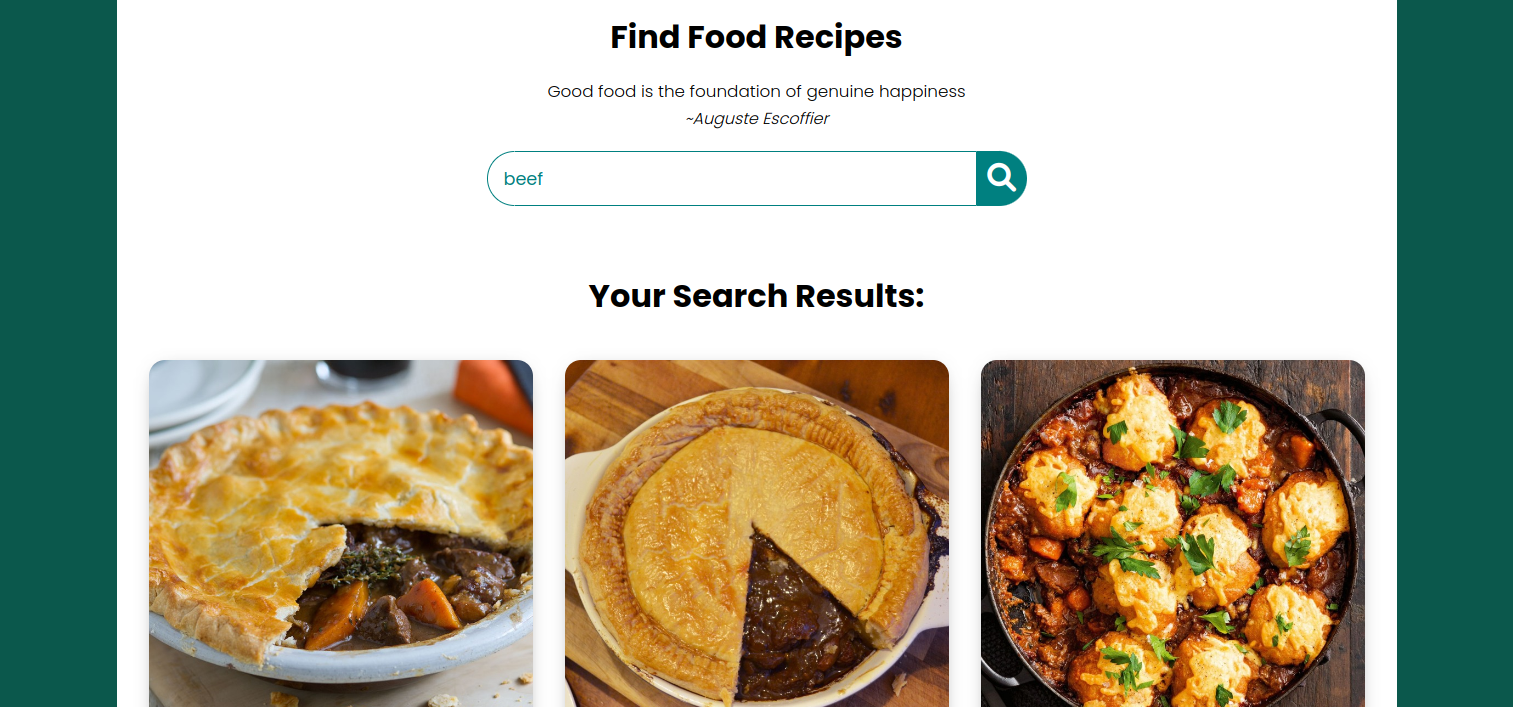 Find Food Recipes
Good food is the foundation of genuine happiness
~Auguste Escoffier
beef
Your Search Results: